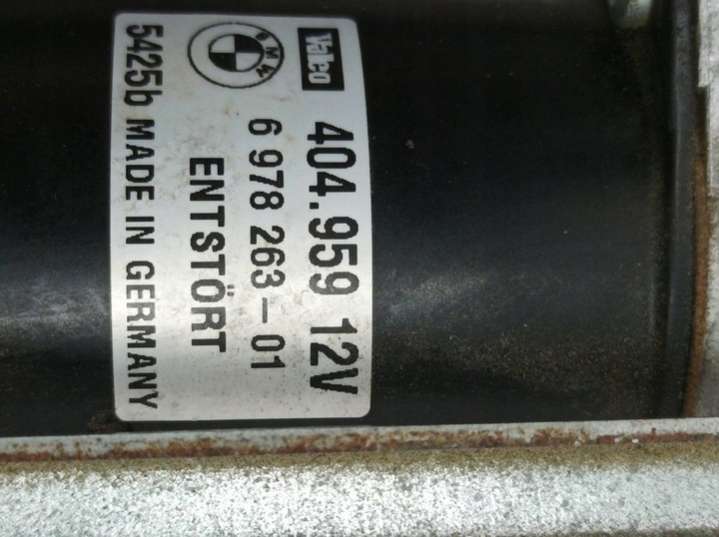 Valeo
BMW
404.959 12V
6 978 263-01
ENTSTÖRT
5425b MADE IN GERMANY